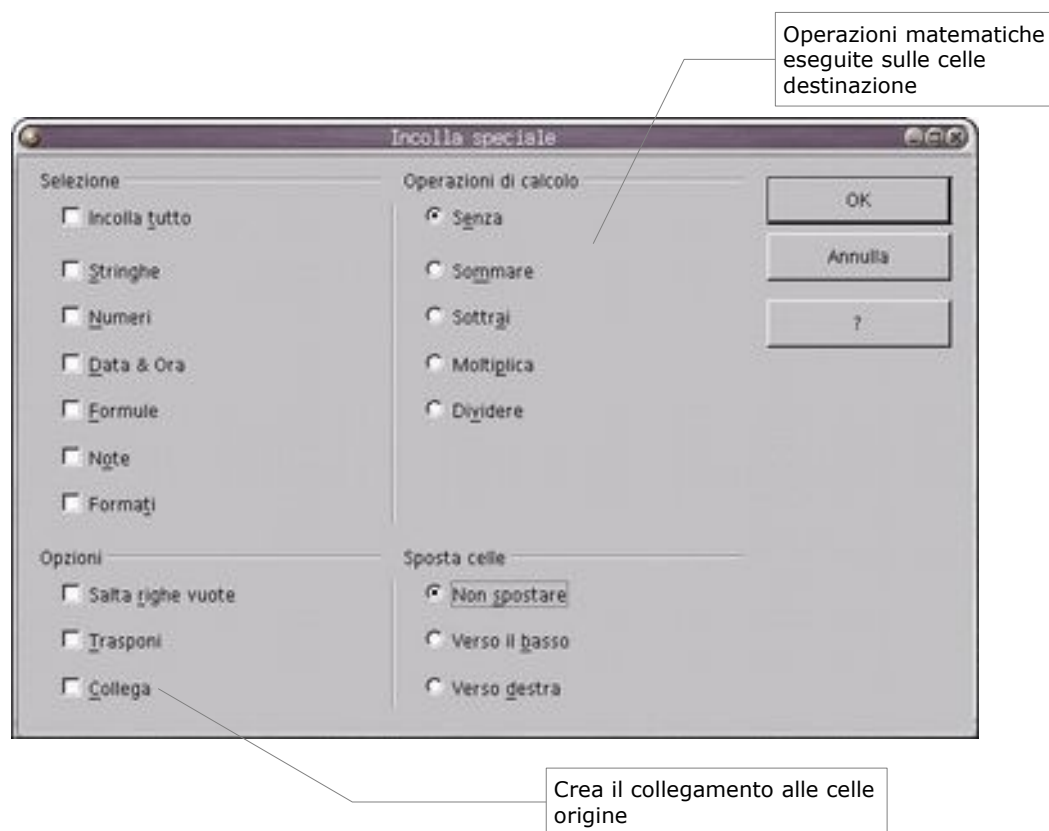 Operazioni matematiche
eseguite sulle celle
destinazione
Incolla speciale
Selezione
Incolla tutto
Stringhe
Numeri
Data & Ora
Formule
Note
Formati
Operazioni di calcolo
Senza
Sommare
Sottrai
Moltiplica
Dividere
OK
Annulla
?
Opzioni
Salta righe vuote
Trasponi
Collega
Sposta celle
Non spostare
Verso il basso
Verso destra
Crea il collegamento alle celle
origine